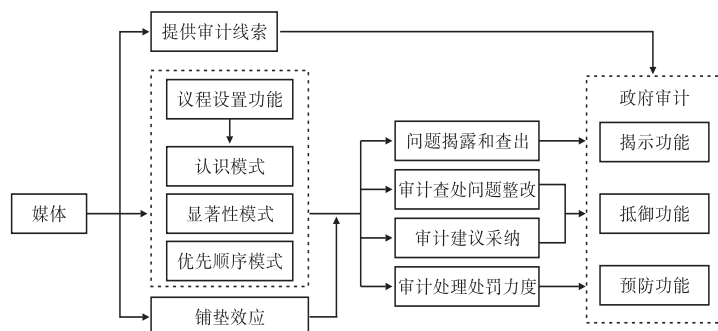 提供审计线索
议程设置功能
认识模式
显著性模式
优先顺序模式
媒体
铺垫效应
问题揭露和查出
审计查处问题整改
审计建议采纳
审计处理处罚力度
政府审计
揭示功能
抵御功能
预防功能